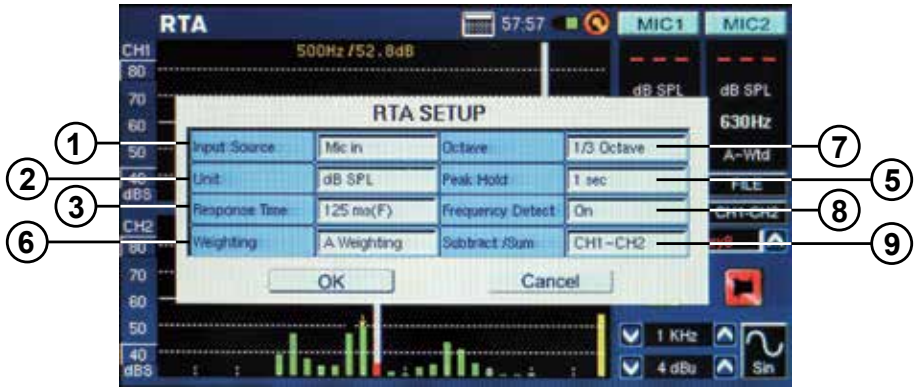 RTA 57:57 MIC1 MIC2
CH1 500Hz/52.8dB
80
70 dB SPL dB SPL
RTA SETUP
60 630Hz
1 Input Source Mic in Octave 1/3 Octave 7
50 A-Wtd
2 Unit dB SPL Peak Hold 1 sec 5
40 FILE
dBS
3 Response Time 125 ms(F) Frequency Detect On 8
CH1-CH2
CH2
6 Weighting A Weighting Subtract /Sum CH1-CH2 9
80
70 OK Cancel
60
50 1 KHz
40 4 dBu Sin
dBS